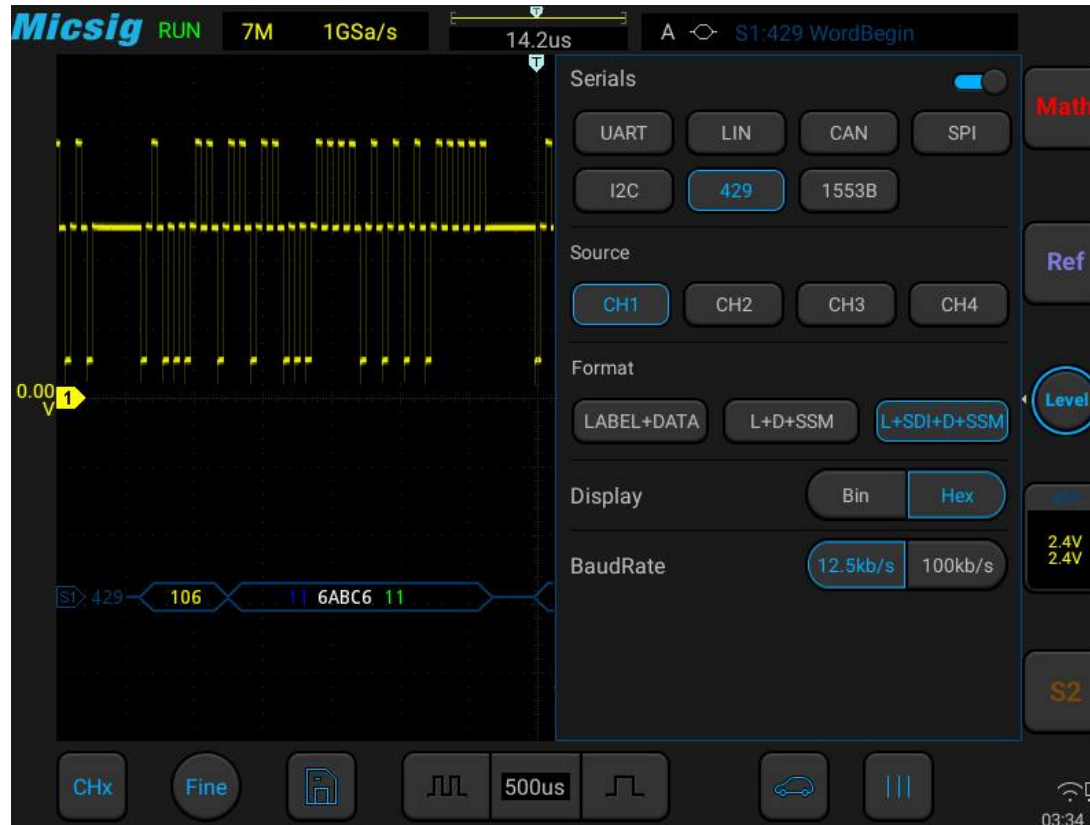 Micsig RUN 7M 1GSa/s 14.2us A S1:429 WordBegin
T
T
Serials
UART LIN CAN SPI
I2C 429 1553B
Source
CH1 CH2 CH3 CH4
Format
LABEL+DATA L+D+SSM L+SDI+D+SSM
Display Bin Hex
BaudRate 12.5kb/s 100kb/s
0.00
V 1
S1 429 106 11 6ABC6 11
Math
Ref
Level
2.4V
2.4V
S2
CHx Fine 500us
03:34